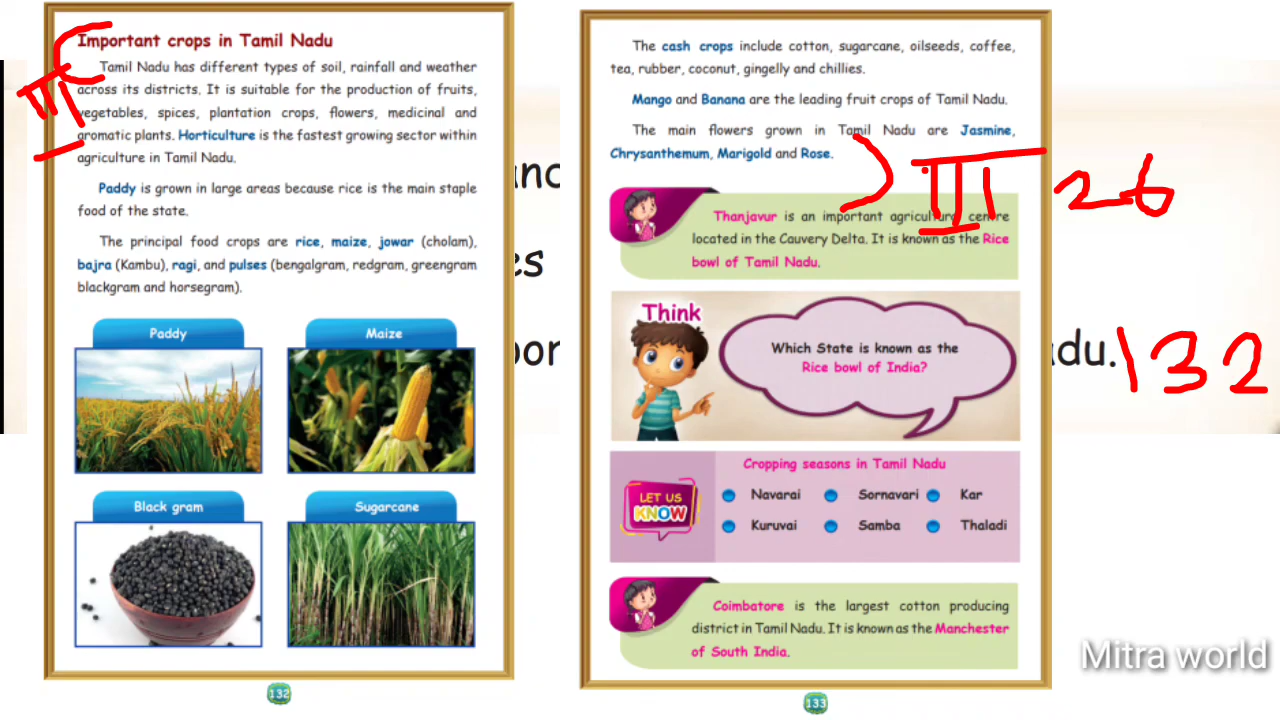 Important crops in Tamil Nadu
III
Tamil Nadu has different types of soil, rainfall and weather
across its districts. It is suitable for the production of fruits,
vegetables, spices, plantation crops, flowers, medicinal and
aromatic plants. Horticulture is the fastest growing sector within
agriculture in Tamil Nadu.
Paddy is grown in large areas because rice is the main staple
food of the state.
The principal food crops are rice, maize, jowar (cholam),
bajra (Kambu), ragi, and pulses (bengalgram, redgram, greengram
blackgram and horsegram).
Paddy
Maize
Black gram
Sugarcane
132
The cash crops include cotton, sugarcane, oilseeds, coffee,
tea, rubber, coconut, gingelly and chillies.
Mango and Banana are the leading fruit crops of Tamil Nadu.
The main flowers grown in Tamil Nadu are Jasmine,
Chrysanthemum, Marigold and Rose.
III 26
Thanjavur is an important agricultural centre
located in the Cauvery Delta. It is known as the Rice
bowl of Tamil Nadu.
Think
Which State is known as the
Rice bowl of India?
adu. 132
LET US
KNOW
Cropping seasons in Tamil Nadu
Navarai Sornavari Kar
Kuruvai Samba Thaladi
Coimbatore is the largest cotton producing
district in Tamil Nadu. It is known as the Manchester
of South India.
133
Mitra world